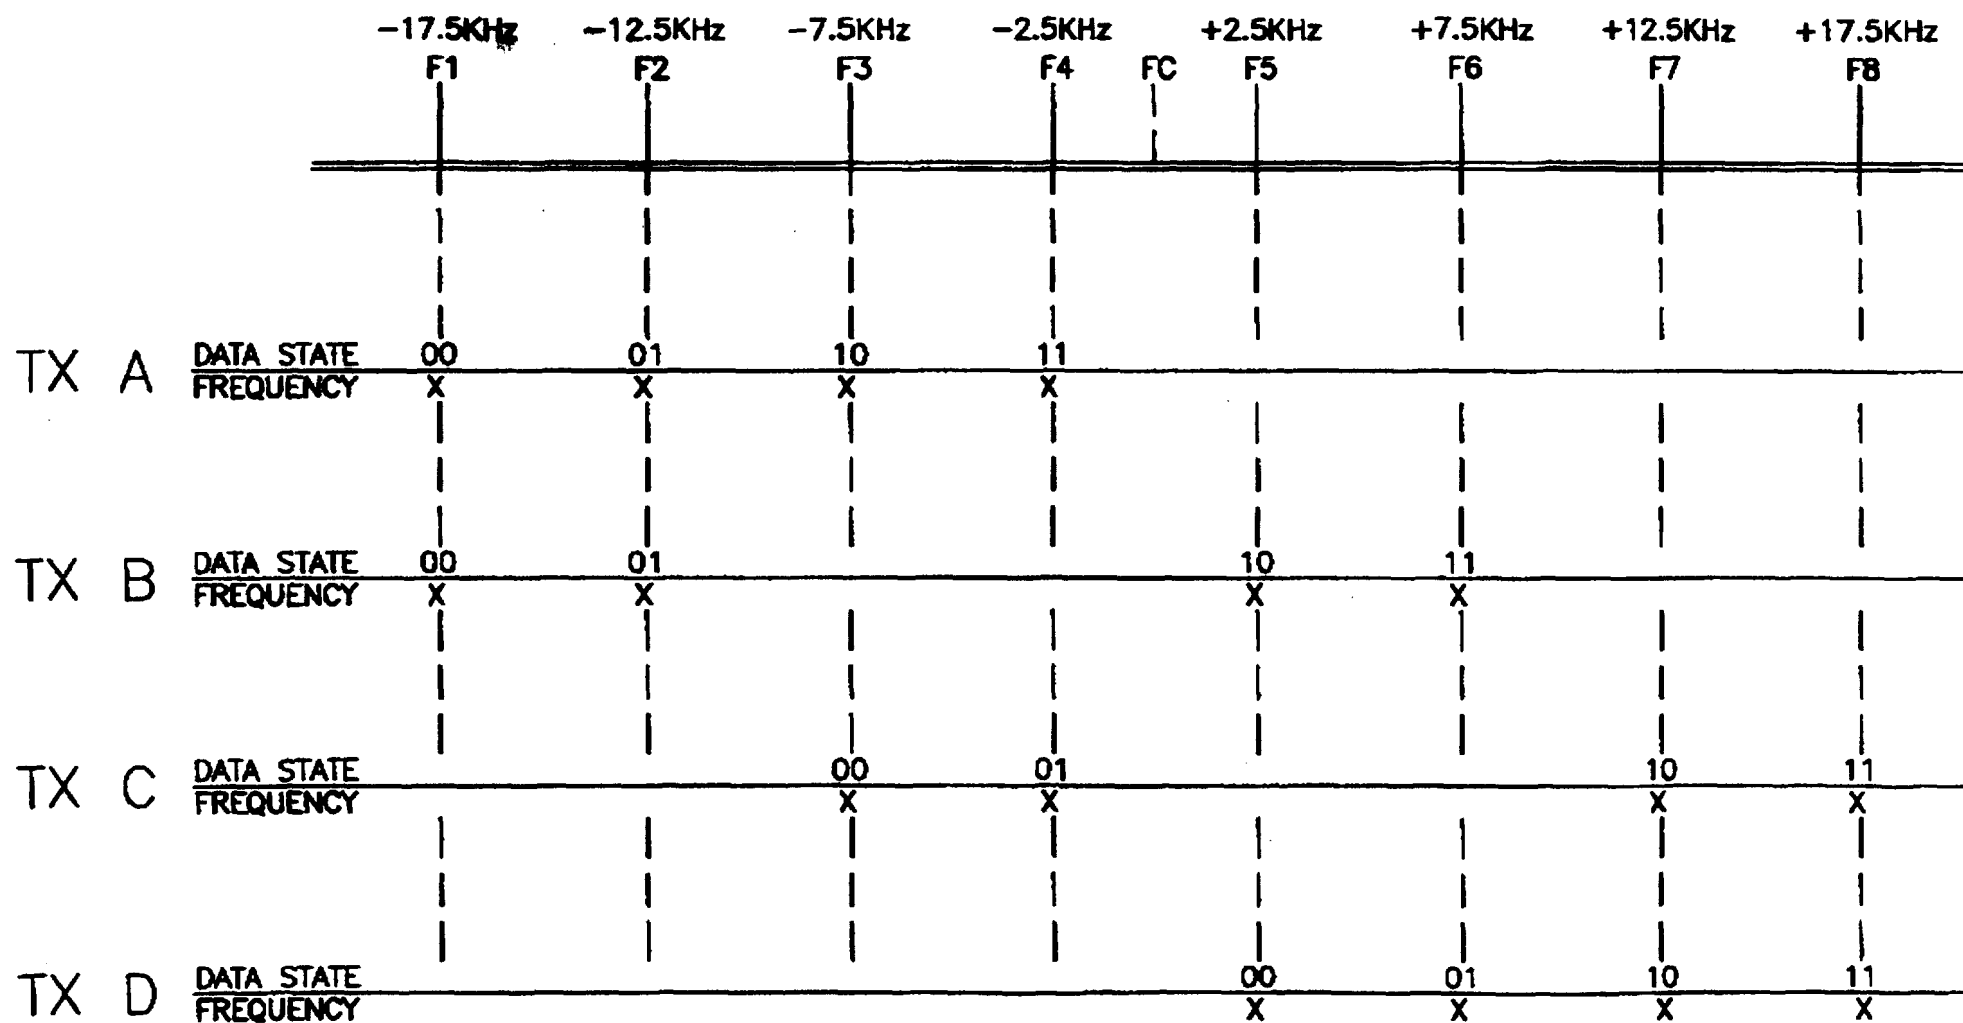 -17.5KHz -12.5KHz -7.5KHz -2.5KHz +2.5KHz +7.5KHz +12.5KHz +17.5KHz
F1 F2 F3 F4 FC F5 F6 F7 F8
TX A DATA STATE 00 01 10 11
FREQUENCY X X X X
TX B DATA STATE 00 01 10 11
FREQUENCY X X X X
TX C DATA STATE 00 01 10 11
FREQUENCY X X X X
TX D DATA STATE 00 01 10 11
FREQUENCY X X X X